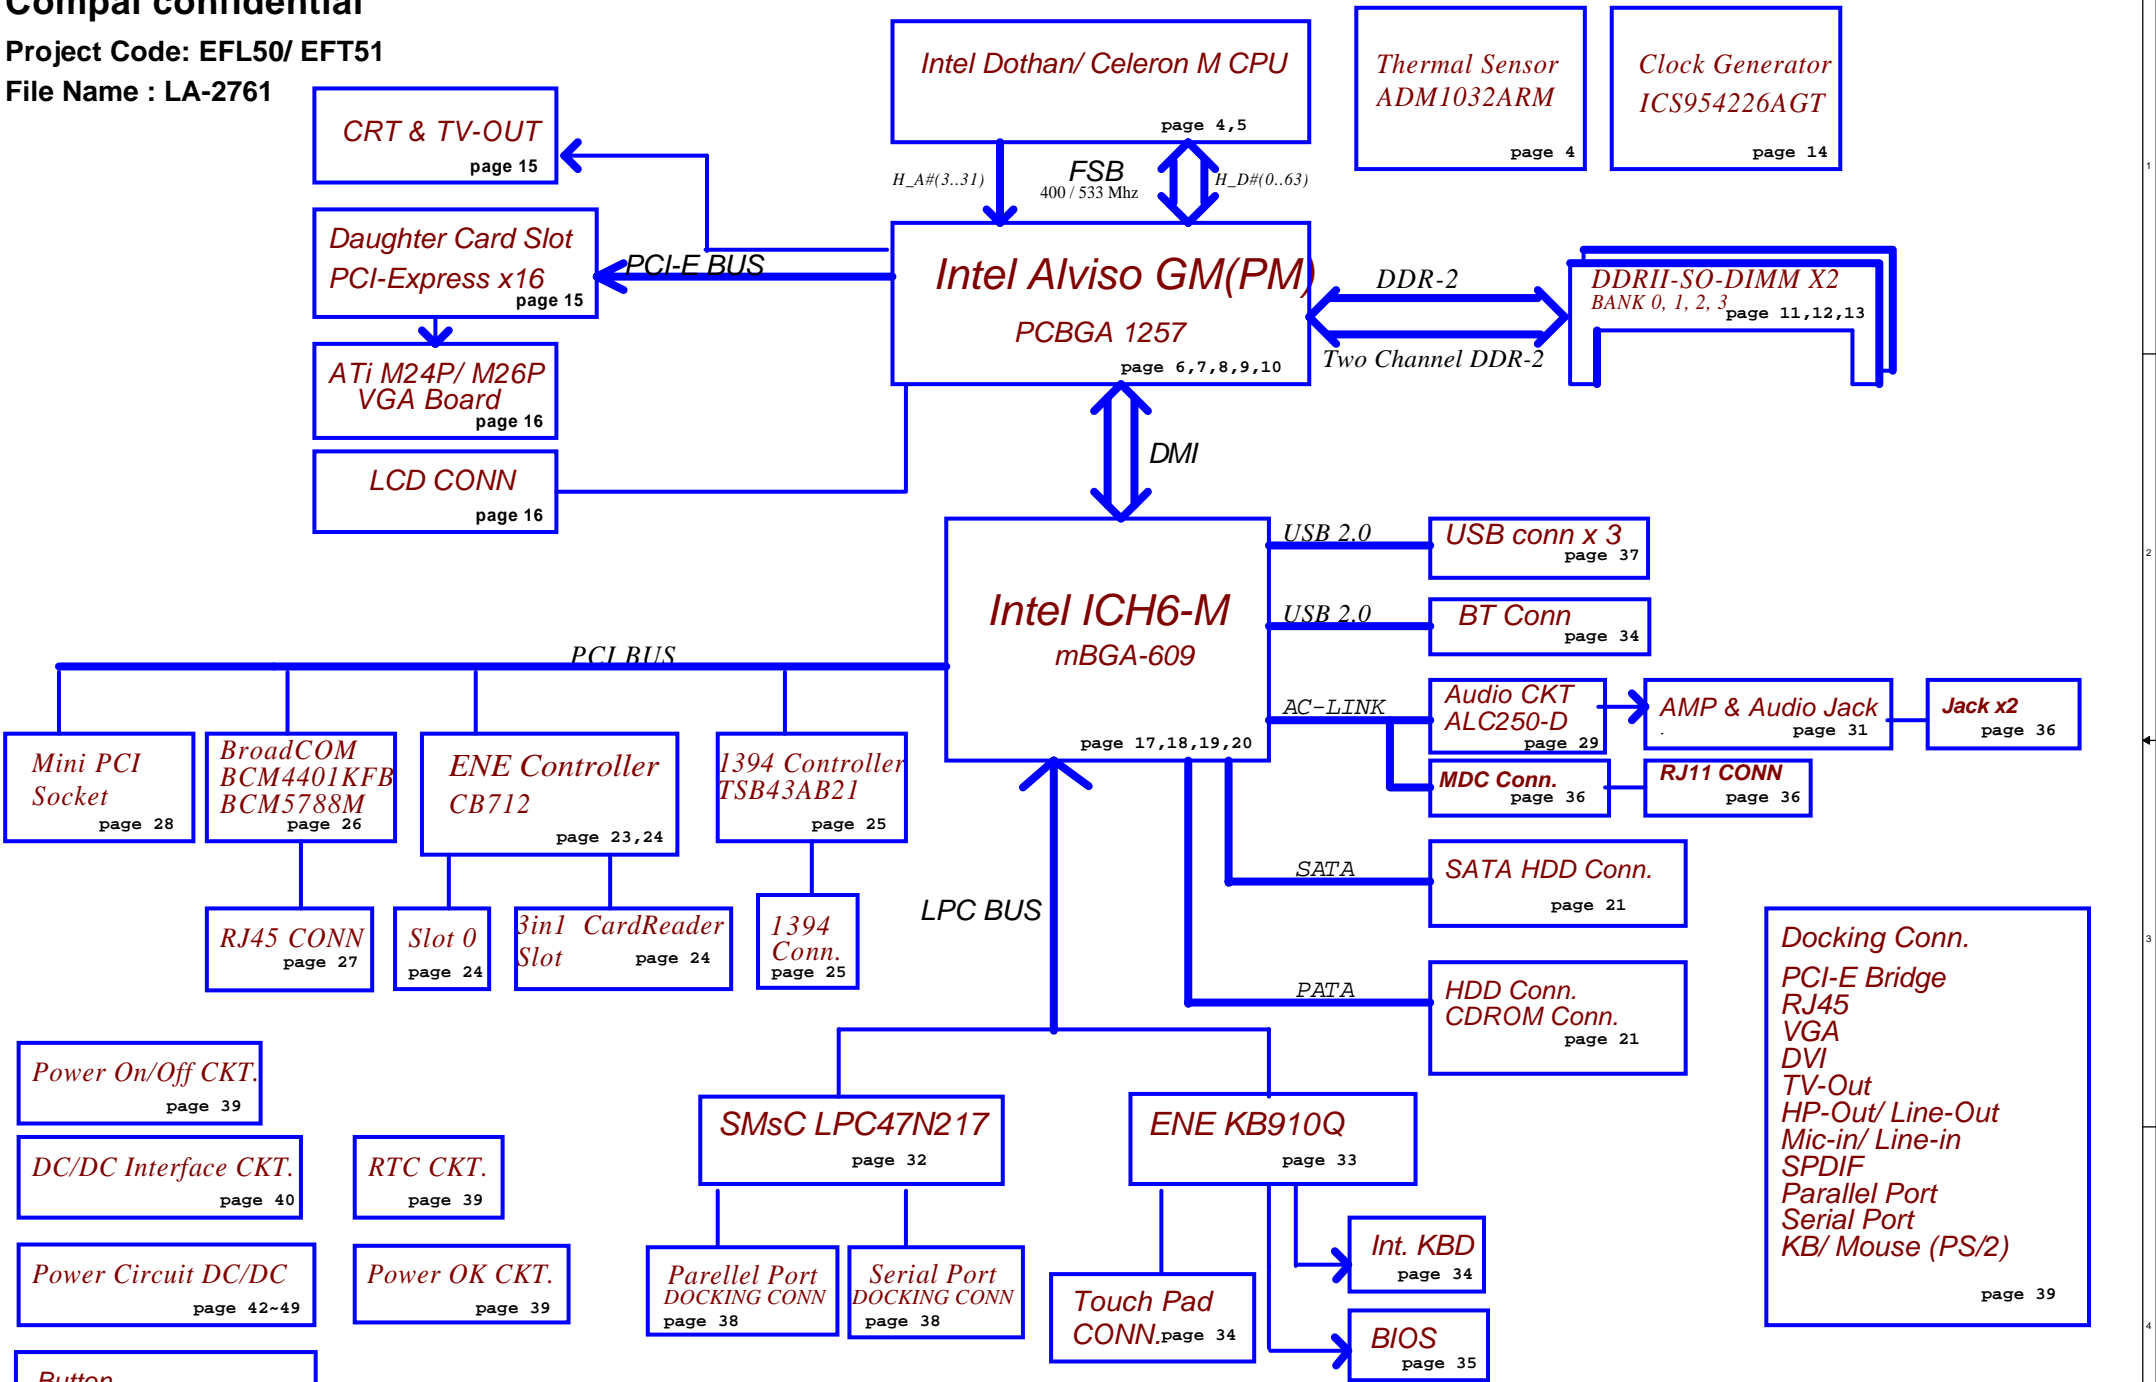 Compal confidential
Project Code: EFL50/ EFT51
File Name : LA-2761
Intel Dothan/ Celeron M CPU
page 4,5
Thermal Sensor
ADM1032ARM
page 4
Clock Generator
ICS954226AGT
page 14
CRT & TV-OUT
page 15
H_A#(3..31)
FSB
400 / 533 Mhz
H_D#(0..63)
Daughter Card Slot
PCI-Express x16
page 15
PCI-E BUS
Intel Alviso GM(PM)
PCBGA 1257
page 6,7,8,9,10
DDR-2
Two Channel DDR-2
DDRII-SO-DIMM X2
BANK 0, 1, 2, 3
page 11,12,13
ATi M24P/ M26P
VGA Board
page 16
LCD CONN
page 16
DMI
Intel ICH6-M
mBGA-609
page 17,18,19,20
USB 2.0
USB conn x 3
page 37
USB 2.0
BT Conn
page 34
AC-LINK
Audio CKT
ALC250-D
page 29
AMP & Audio Jack
.
page 31
Jack x2
page 36
MDC Conn.
page 36
RJ11 CONN
page 36
PCI BUS
Mini PCI
Socket
page 28
BroadCOM
BCM4401KFB
BCM5788M
page 26
ENE Controller
CB712
page 23,24
1394 Controller
TSB43AB21
page 25
SATA
SATA HDD Conn.
page 21
LPC BUS
RJ45 CONN
page 27
Slot 0
page 24
3in1 CardReader
Slot
page 24
1394
Conn.
page 25
PATA
HDD Conn.
CDROM Conn.
page 21
Docking Conn.
PCI-E Bridge
RJ45
VGA
DVI
TV-Out
HP-Out/ Line-Out
Mic-in/ Line-in
SPDIF
Parallel Port
Serial Port
KB/ Mouse (PS/2)
page 39
Power On/Off CKT.
page 39
DC/DC Interface CKT.
page 40
RTC CKT.
page 39
SMsC LPC47N217
page 32
ENE KB910Q
page 33
Power Circuit DC/DC
page 42~49
Power OK CKT.
page 39
Parellel Port
DOCKING CONN
page 38
Serial Port
DOCKING CONN
page 38
Touch Pad
CONN.
page 34
Int. KBD
page 34
BIOS
page 35
Button
1
2
3
4